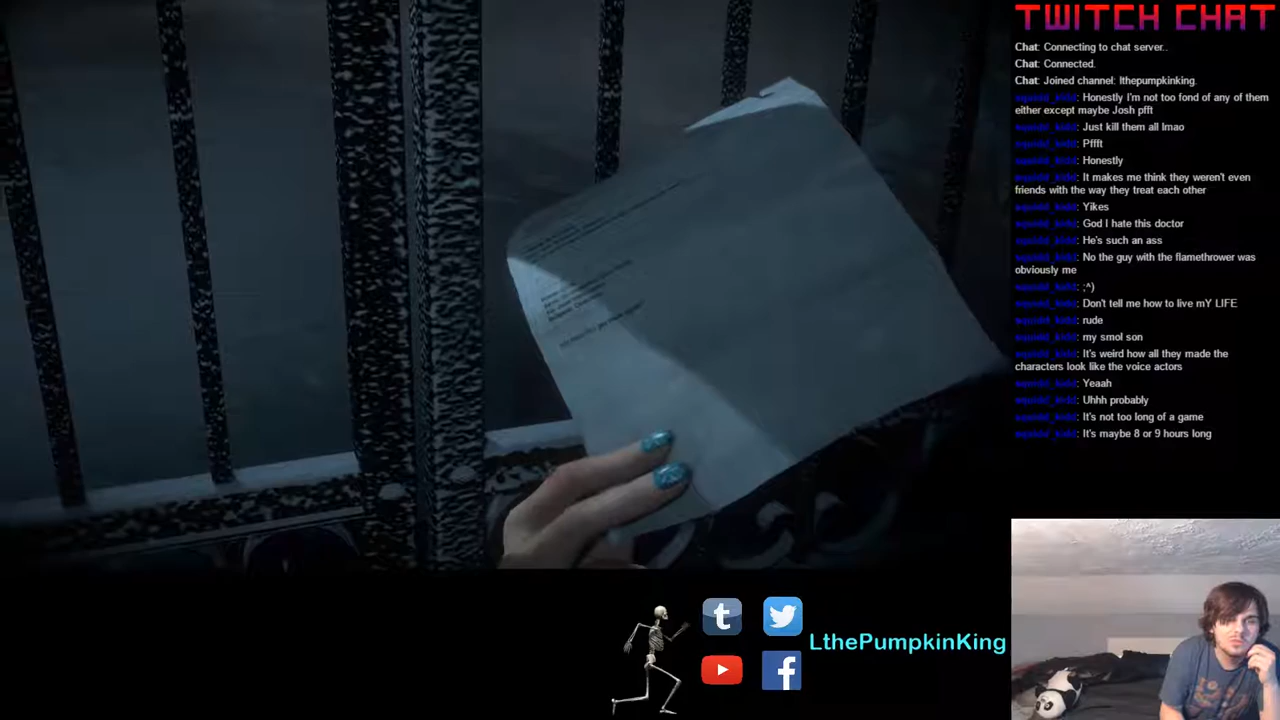 TWITCH CHAT
Chat: Connecting to chat server..
Chat: Connected.
Chat: Joined channel: lthepumpkinking.
Honestly I'm not too fond of any of them
either except maybe Josh pfft
Just kill them all lmao
Pffft
Honestly
It makes me think they weren't even
friends with the way they treat each other
Yikes
God I hate this doctor
He's such an ass
No the guy with the flamethrower was
obviously me
;^)
Don't tell me how to live mY LIFE
rude
my smol son
It's weird how all they made the
characters look like the voice actors
Yeaah
Uhhh probably
It's not too long of a game
It's maybe 8 or 9 hours long
LthePumpkinKing